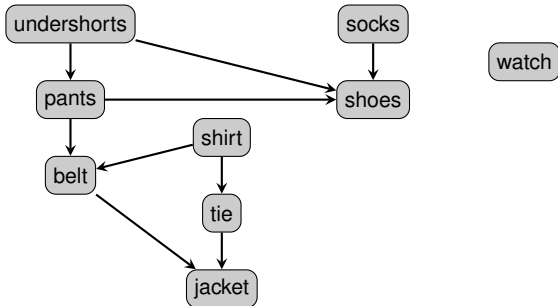 undershorts
socks
watch
pants
shoes
shirt
belt
tie
jacket